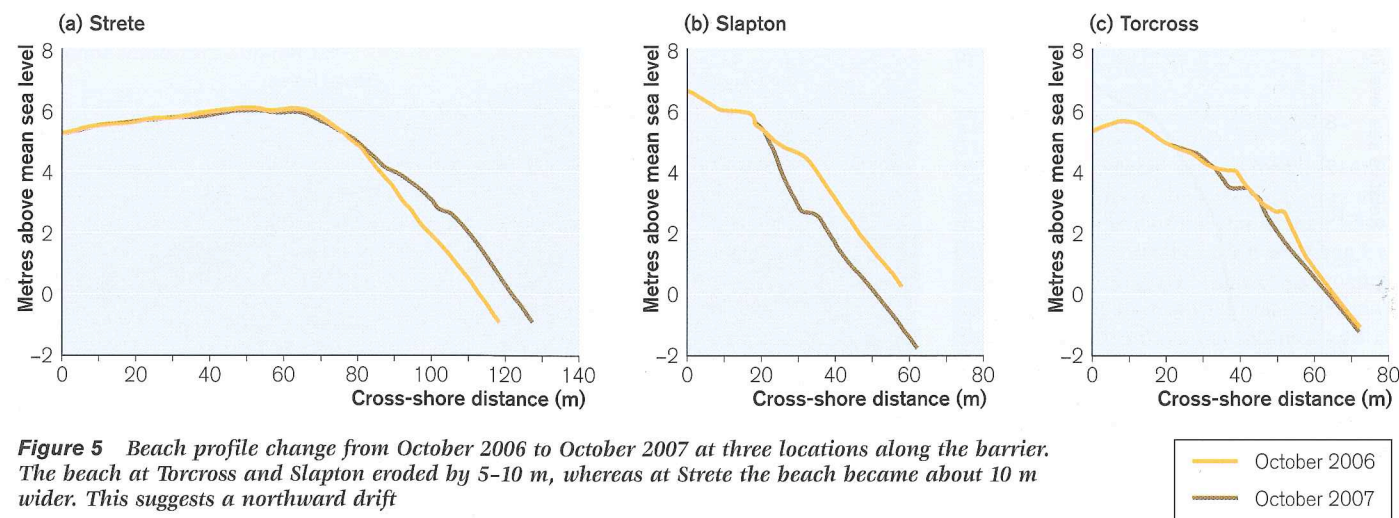 (a) Strete
(b) Slapton
(c) Torcross
Metres above mean sea level
8
6
4
2
0
–2
0 20 40 60 80 100 120 140
Cross-shore distance (m)
Metres above mean sea level
8
6
4
2
0
–2
0 20 40 60 80
Cross-shore distance (m)
Metres above mean sea level
8
6
4
2
0
–2
0 20 40 60 80
Cross-shore distance (m)
Figure 5 Beach profile change from October 2006 to October 2007 at three locations along the barrier.
The beach at Torcross and Slapton eroded by 5–10 m, whereas at Strete the beach became about 10 m
wider. This suggests a northward drift
October 2006
October 2007